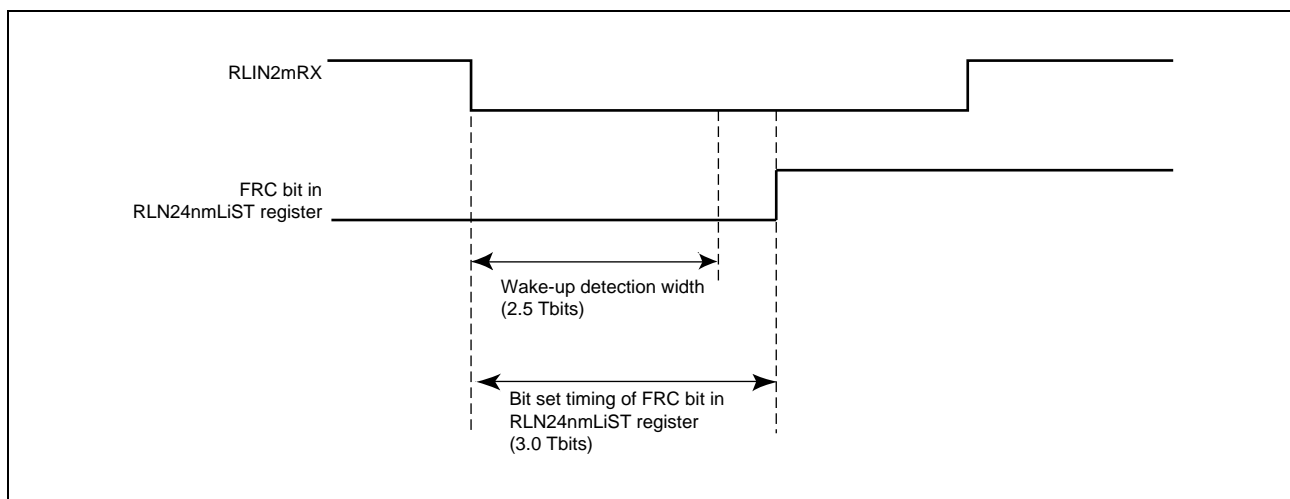 RLIN2mRX
FRC bit in
RLN24nmLiST register
Wake-up detection width
(2.5 Tbits)
Bit set timing of FRC bit in
RLN24nmLiST register
(3.0 Tbits)